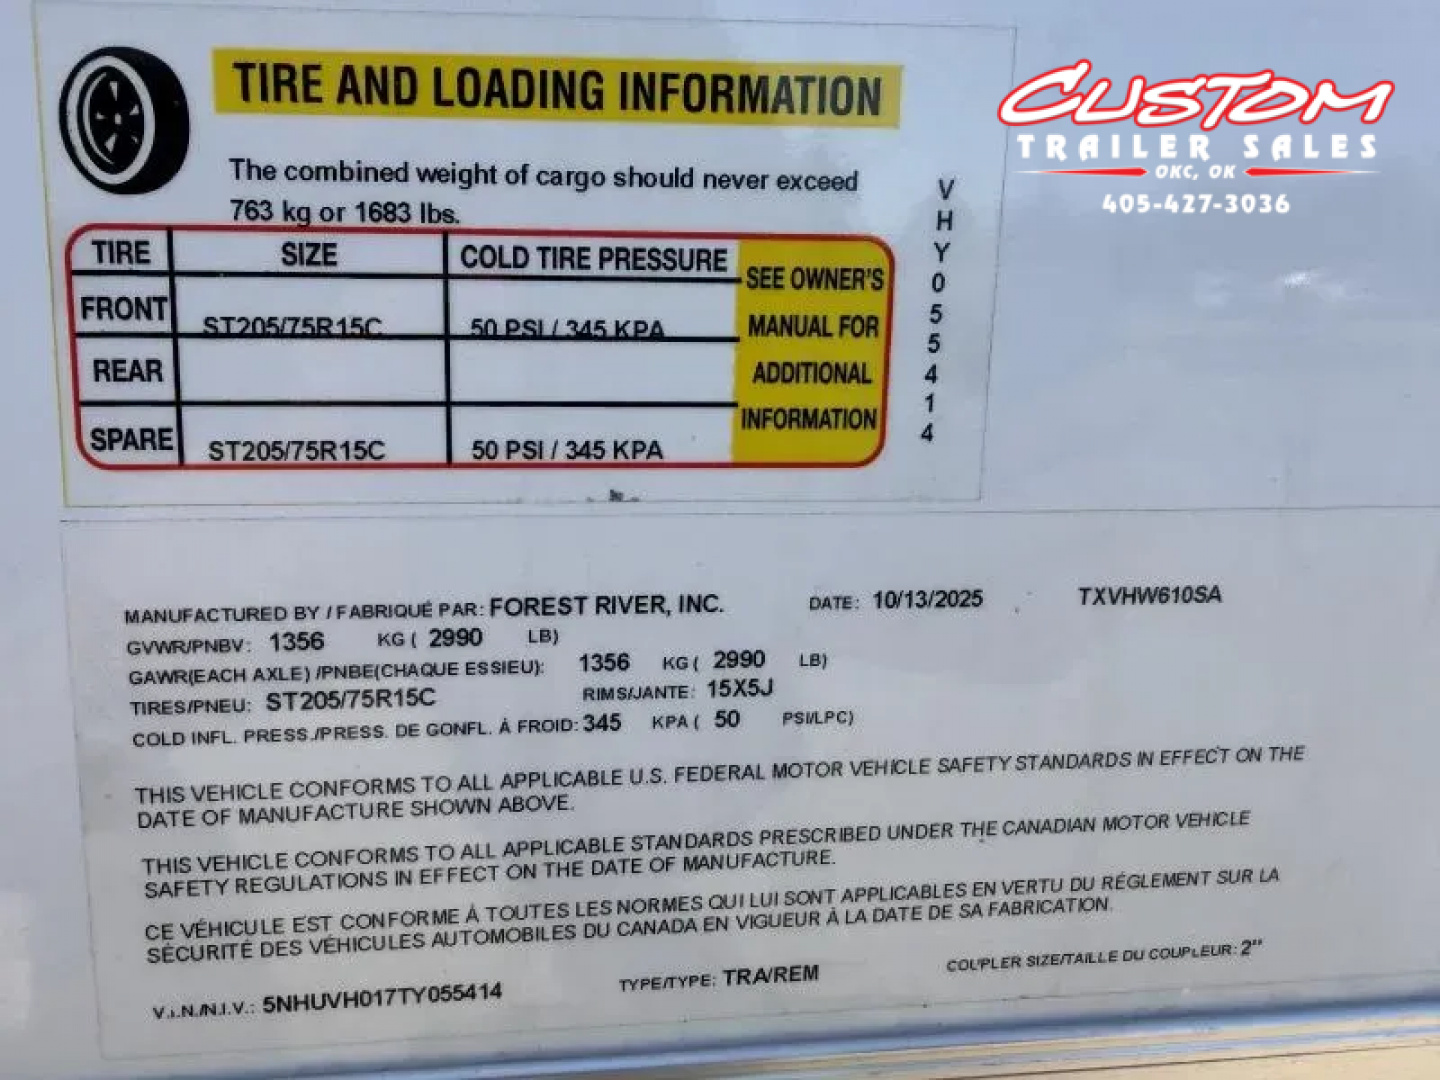 TIRE AND LOADING INFORMATION
The combined weight of cargo should never exceed
763 kg or 1683 lbs.
TIRE SIZE COLD TIRE PRESSURE
FRONT ST205/75R15C 50 PSI / 345 KPA
REAR
SPARE ST205/75R15C 50 PSI / 345 KPA
SEE OWNER'S
MANUAL FOR
ADDITIONAL
INFORMATION
VHY055414
CUSTOM
TRAILER SALES
OKC, OK
405-427-3036
MANUFACTURED BY / FABRIQUÉ PAR: FOREST RIVER, INC. DATE: 10/13/2025 TXVHW610SA
GVWR/PNBV: 1356 KG ( 2990 LB)
GAWR(EACH AXLE) /PNBE(CHAQUE ESSIEU): 1356 KG ( 2990 LB)
TIRES/PNEU: ST205/75R15C RIMS/JANTE: 15X5J
COLD INFL. PRESS./PRESS. DE GONFL. À FROID: 345 KPA ( 50 PSI/LPC)
THIS VEHICLE CONFORMS TO ALL APPLICABLE U.S. FEDERAL MOTOR VEHICLE SAFETY STANDARDS IN EFFECT ON THE
DATE OF MANUFACTURE SHOWN ABOVE.
THIS VEHICLE CONFORMS TO ALL APPLICABLE STANDARDS PRESCRIBED UNDER THE CANADIAN MOTOR VEHICLE
SAFETY REGULATIONS IN EFFECT ON THE DATE OF MANUFACTURE.
CE VÉHICULE EST CONFORME À TOUTES LES NORMES QUI LUI SONT APPLICABLES EN VERTU DU RÉGLEMENT SUR LA
SÉCURITÉ DES VÉHICULES AUTOMOBILES DU CANADA EN VIGUEUR À LA DATE DE SA FABRICATION.
V.I.N./N.I.V.: 5NHUVH017TY055414 TYPE/TYPE: TRA/REM COUPLER SIZE/TAILLE DU COUPLEUR: 2"